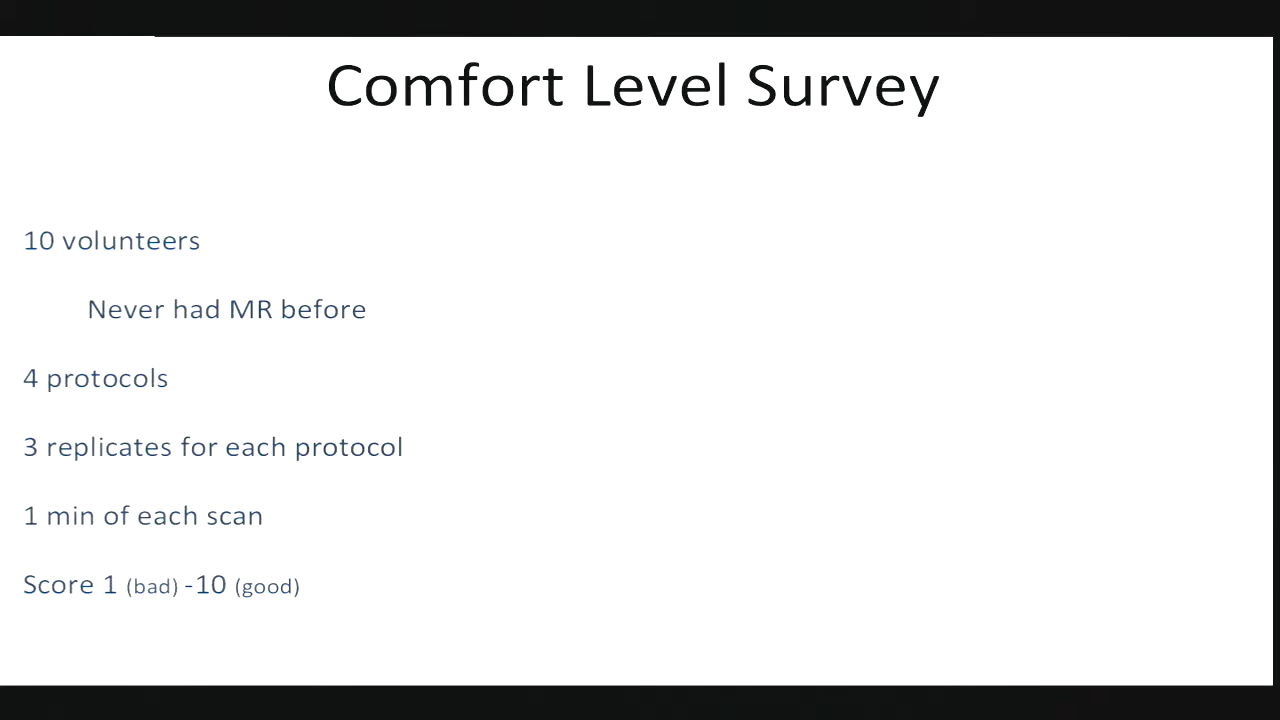 Comfort Level Survey
10 volunteers
Never had MR before
4 protocols
3 replicates for each protocol
1 min of each scan
Score 1 (bad) -10 (good)